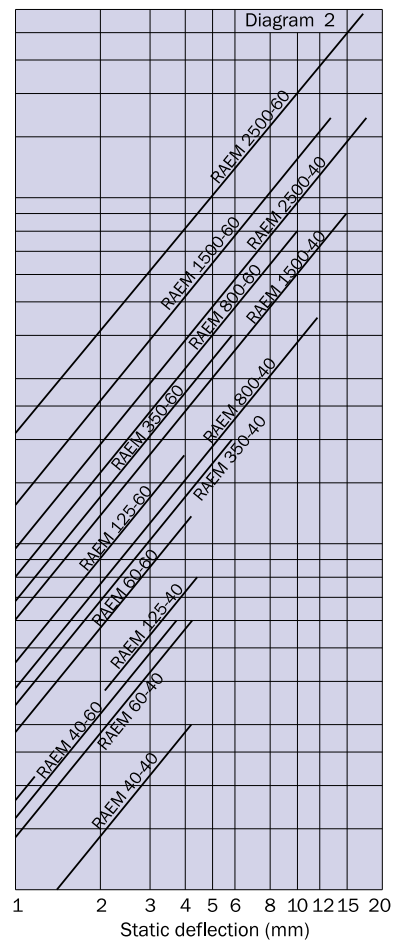 Diagram 2
RAEM 2500-60
RAEM 2500-40
RAEM 1500-60
RAEM 1500-40
RAEM 800-60
RAEM 350-60
RAEM 800-40
RAEM 350-40
RAEM 125-60
RAEM 60-60
RAEM 125-40
RAEM 60-40
RAEM 40-60
RAEM 40-40
1 2 3 4 5 6 8 10 12 15 20
Static deflection (mm)